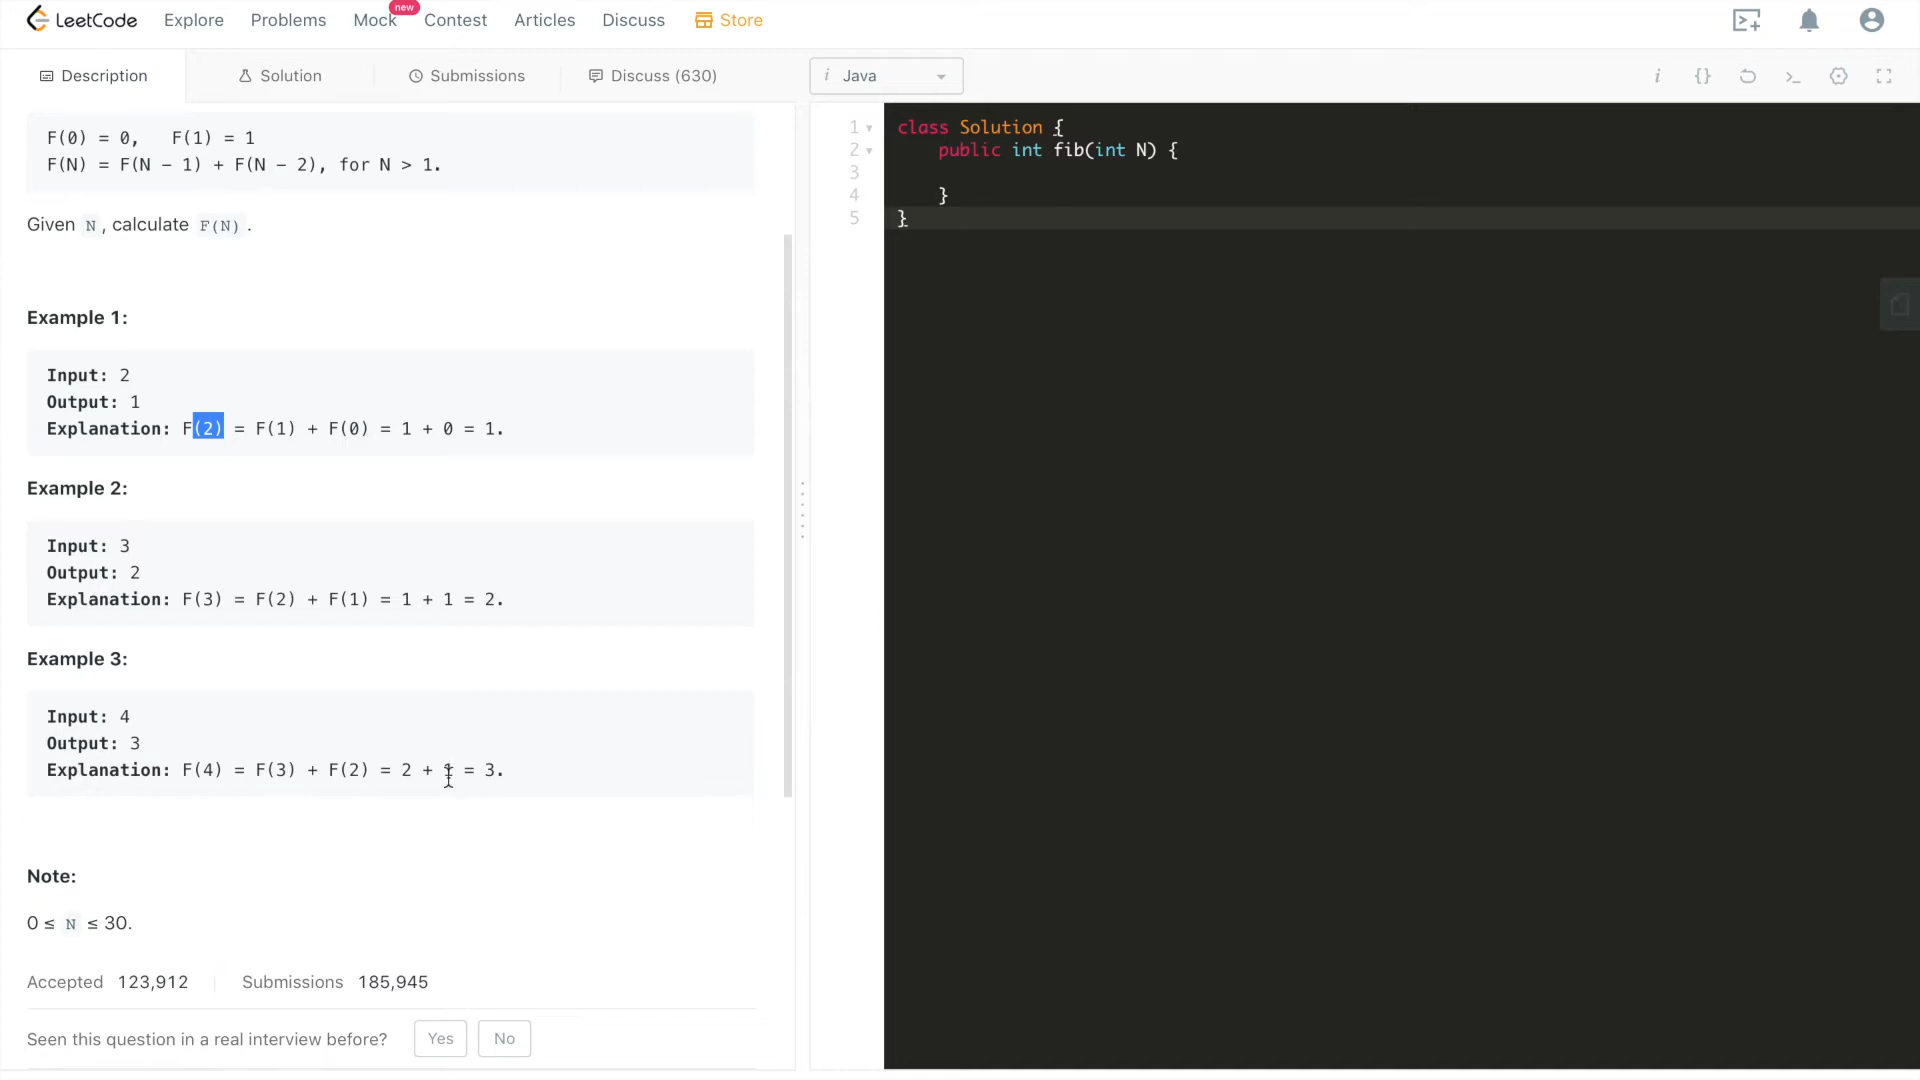 LeetCode Explore Problems Mock new Contest Articles Discuss Store
Description Solution Submissions Discuss (630)
F(0) = 0,   F(1) = 1
F(N) = F(N - 1) + F(N - 2), for N > 1.
Given N, calculate F(N).
Example 1:
Input: 2
Output: 1
Explanation: F(2) = F(1) + F(0) = 1 + 0 = 1.
Example 2:
Input: 3
Output: 2
Explanation: F(3) = F(2) + F(1) = 1 + 1 = 2.
Example 3:
Input: 4
Output: 3
Explanation: F(4) = F(3) + F(2) = 2 + 1 = 3.
Note:
0 ≤ N ≤ 30.
Accepted 123,912 Submissions 185,945
Seen this question in a real interview before? Yes No
i Java
i {} >_
1 class Solution {
2     public int fib(int N) {
3
4     }
5 }